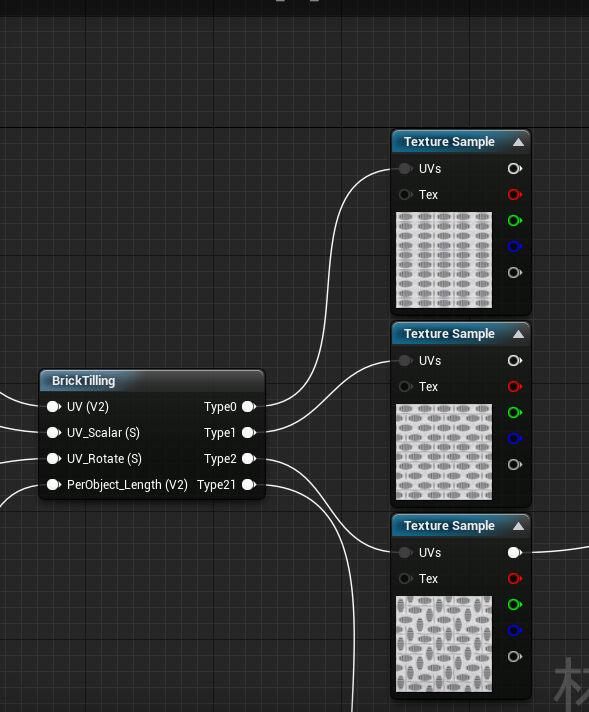 Texture Sample
UVs
Tex
Texture Sample
UVs
Tex
BrickTilling
UV (V2) Type0
UV_Scalar (S) Type1
UV_Rotate (S) Type2
PerObject_Length (V2) Type21
Texture Sample
UVs
Tex